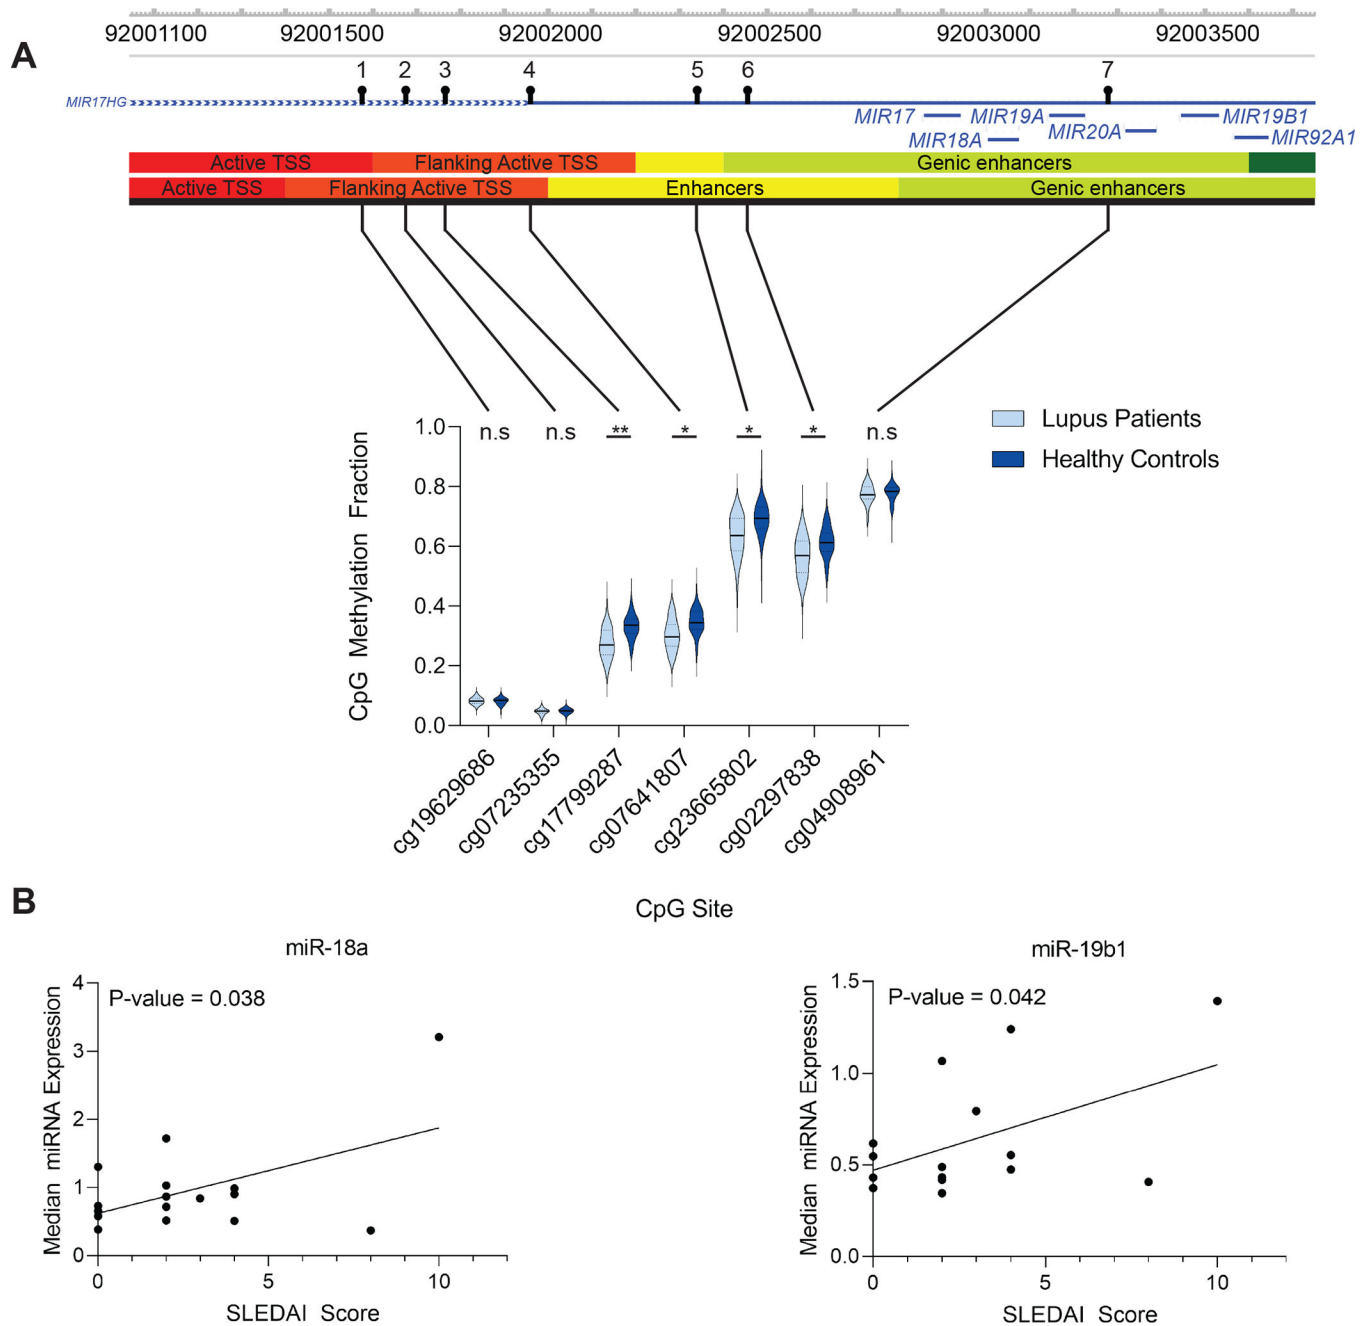 92001100 92001500 92002000 92002500 92003000 92003500
A
1 2 3 4 5 6 7
MIR17HG
MIR17 MIR19A MIR19B1
MIR18A MIR20A MIR92A1
Active TSS Flanking Active TSS Genic enhancers
Active TSS Flanking Active TSS Enhancers Genic enhancers
n.s n.s ** * * * n.s
Lupus Patients
Healthy Controls
CpG Methylation Fraction
1.0
0.8
0.6
0.4
0.2
0.0
cg19629686
cg07235355
cg17799287
cg07641807
cg23665802
cg02297838
cg04908961
CpG Site
B
miR-18a
P-value = 0.038
Median miRNA Expression
4
3
2
1
0
0 5 10
SLEDAI Score
miR-19b1
P-value = 0.042
Median miRNA Expression
1.5
1.0
0.5
0.0
0 5 10
SLEDAI Score